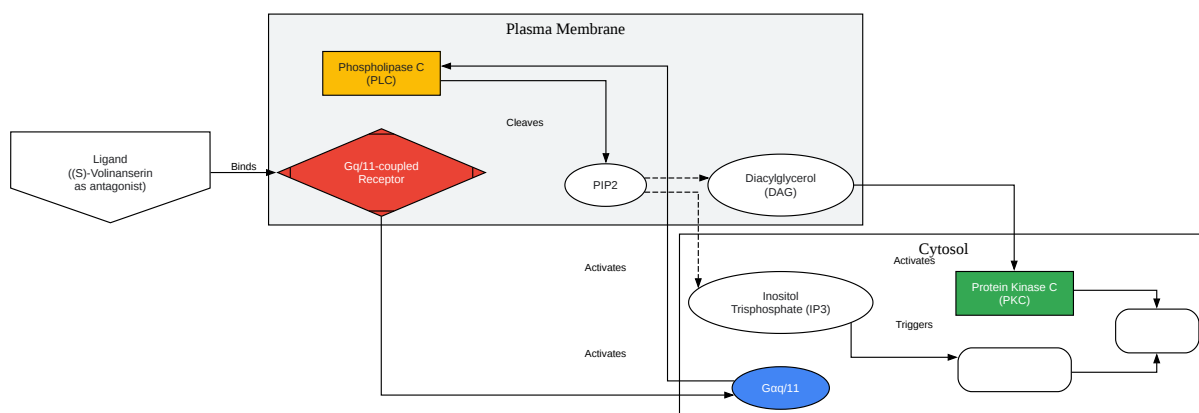 Plasma Membrane
Phospholipase C
(PLC)
Cleaves
Ligand
((S)-Volinanserin
as antagonist)
Binds
Gq/11-coupled
Receptor
PIP2
Diacylglycerol
(DAG)
Cytosol
Activates
Activates
Protein Kinase C
(PKC)
Inositol
Trisphosphate (IP3)
Triggers
Activates
Gαq/11